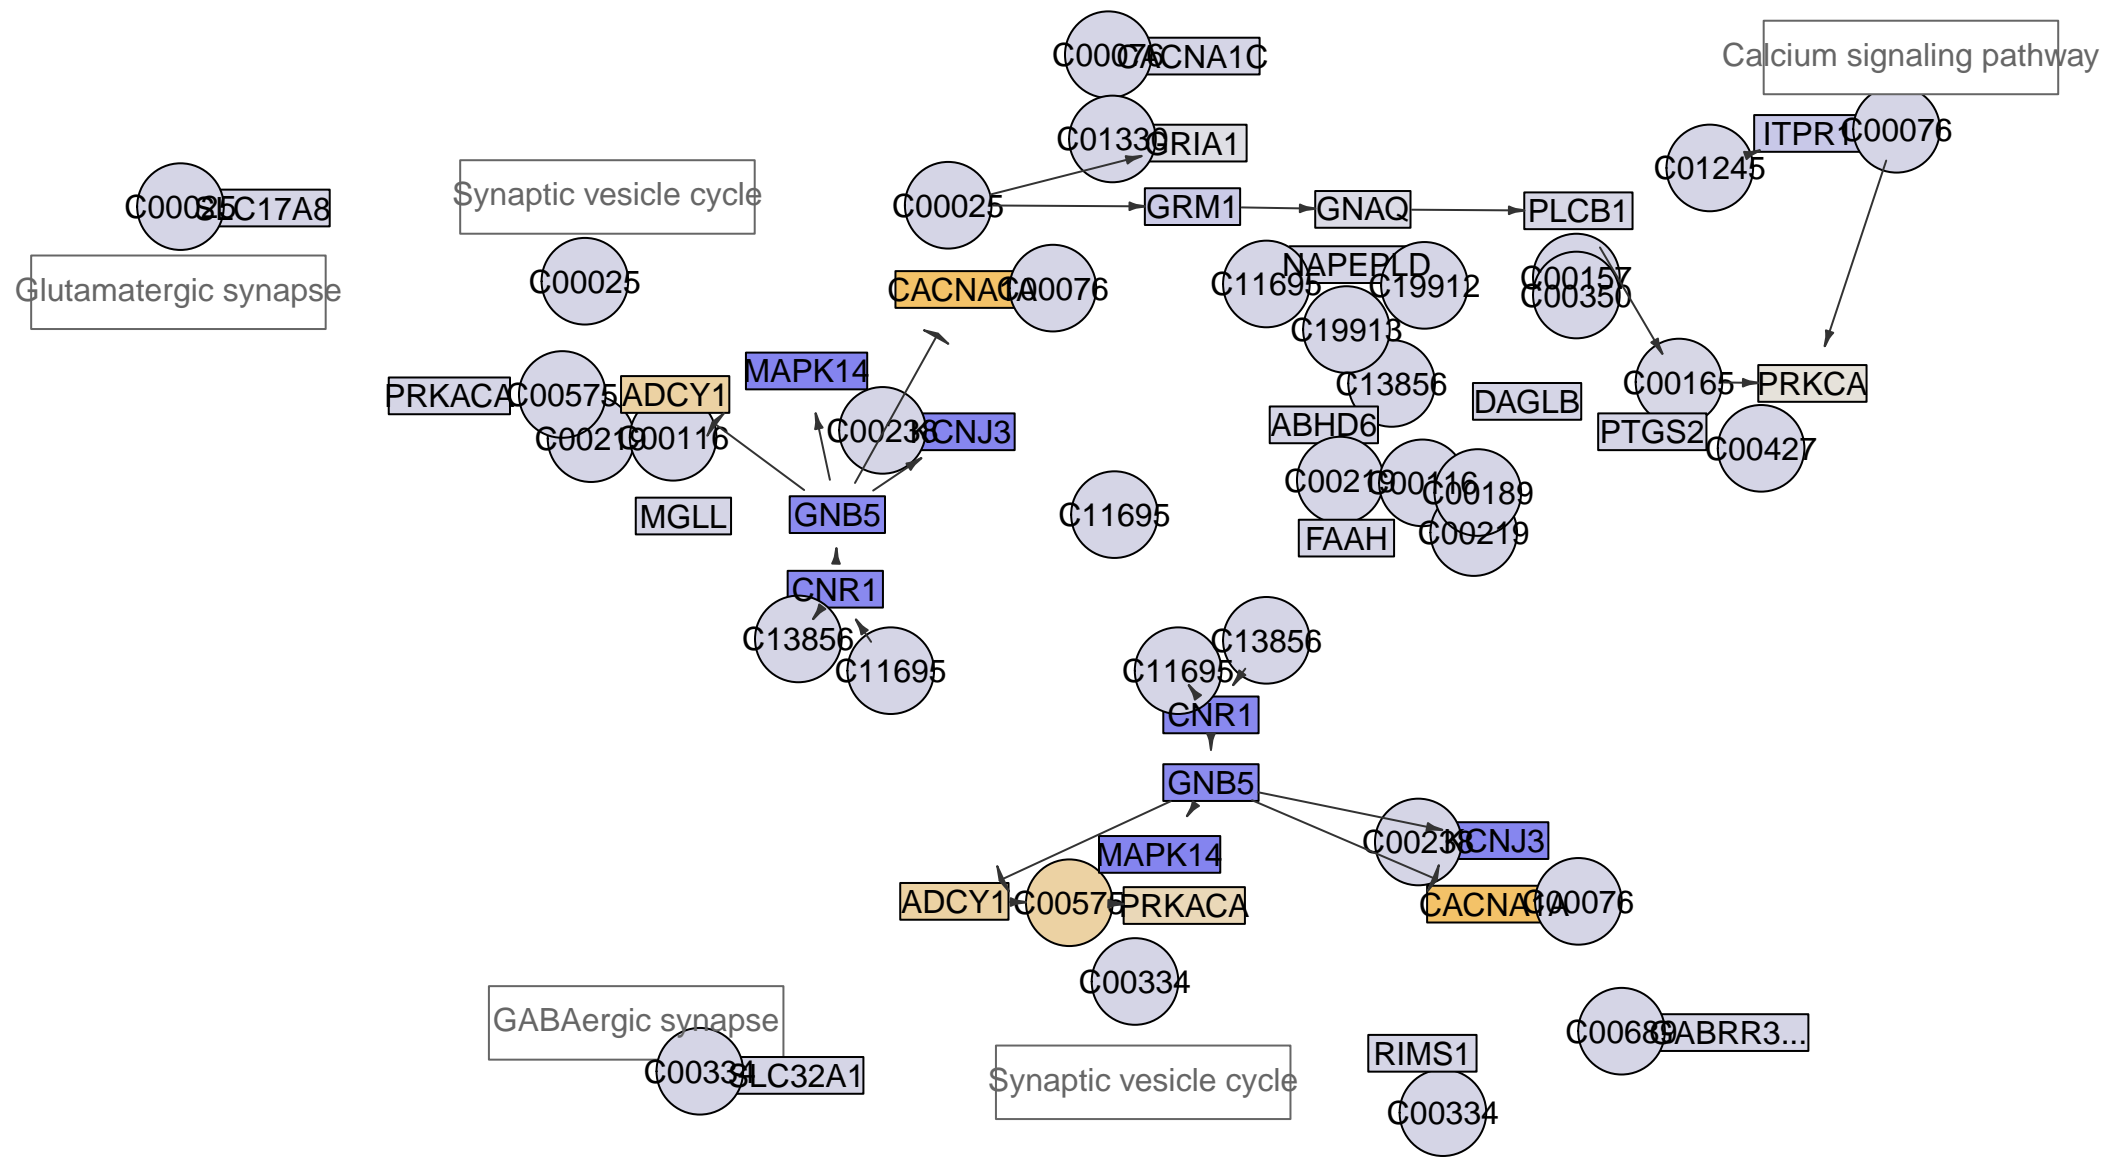 C00076
CACNA1C
Calcium signaling pathway
C01330
GRIA1
ITPR1
C00076
C01245
C00025
SLC17A8
Synaptic vesicle cycle
C00025
GRM1
GNAQ
PLCB1
Glutamatergic synapse
C00025
CACNA1A
C00076
C11695
NAPEPLD
C19912
C00157
C00350
C19913
PRKACA
C00575
ADCY1
MAPK14
C13856
DAGLB
C00165
PRKCA
C00219
C00116
C00238
KCNJ3
ABHD6
PTGS2
C00427
MGLL
GNB5
C11695
C00219
C00116
C00189
FAAH
C00219
CNR1
C13856
C11695
C13856
C11695
CNR1
GNB5
MAPK14
C00238
KCNJ3
ADCY1
C00575
PRKACA
CACNA1A
C00076
C00334
GABAergic synapse
C00334
SLC32A1
Synaptic vesicle cycle
RIMS1
C00334
C00689
GABRR3...